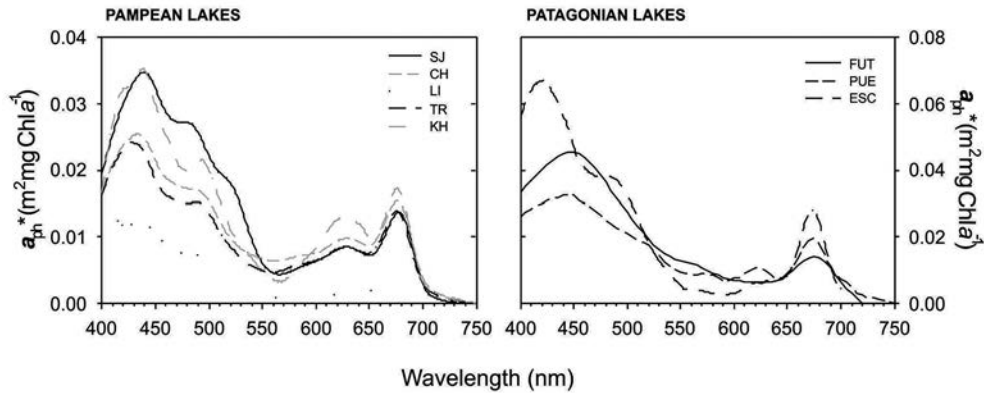 PAMPEAN LAKES
PATAGONIAN LAKES
0.04
0.03
0.02
0.01
0.00
a_ph*(m²mg Chla⁻¹)
SJ
CH
LI
TR
KH
400 450 500 550 600 650 700 750
FUT
PUE
ESC
400 450 500 550 600 650 700 750
0.08
0.06
0.04
0.02
0.00
a_ph*(m²mg Chla⁻¹)
Wavelength (nm)